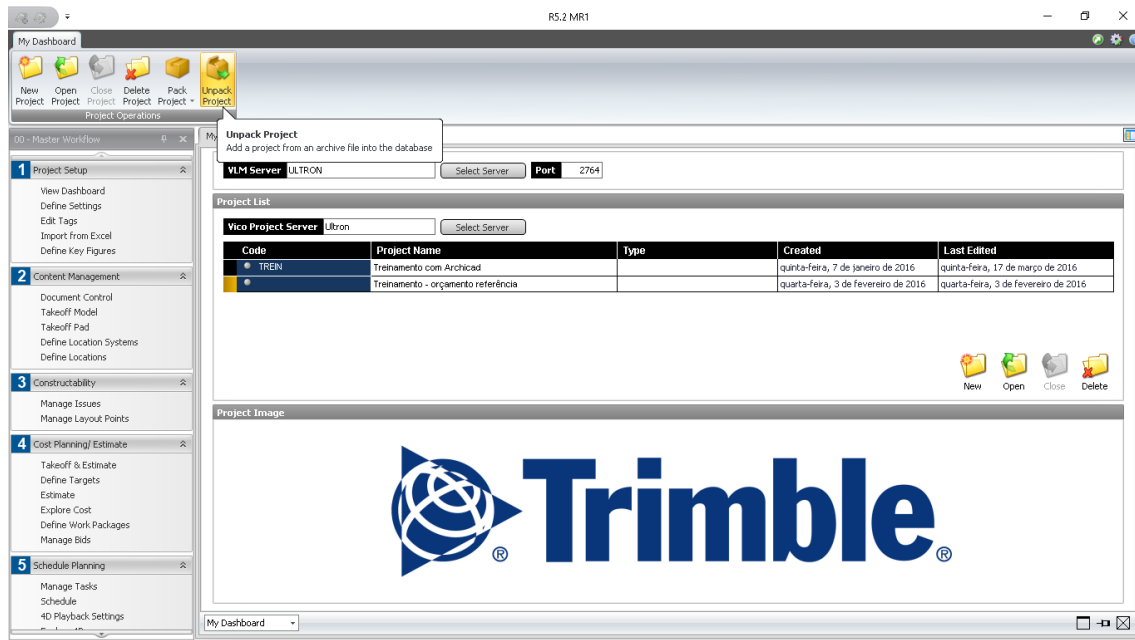 R5.2 MR1
My Dashboard
New Project
Open Project
Close Project
Delete Project
Pack Project
Unpack Project
Project Operations
Unpack Project
Add a project from an archive file into the database
00 - Master Workflow
My
1 Project Setup
View Dashboard
Define Settings
Edit Tags
Import from Excel
Define Key Figures
2 Content Management
Document Control
Takeoff Model
Takeoff Pad
Define Location Systems
Define Locations
3 Constructability
Manage Issues
Manage Layout Points
4 Cost Planning/ Estimate
Takeoff & Estimate
Define Targets
Estimate
Explore Cost
Define Work Packages
Manage Bids
5 Schedule Planning
Manage Tasks
Schedule
4D Playback Settings
VLM Server ULTRON Select Server Port 2764
Project List
Vico Project Server Ultron Select Server
Code Project Name Type Created Last Edited
TREIN Treinamento com Archicad quinta-feira, 7 de janeiro de 2016 quinta-feira, 17 de março de 2016
Treinamento - orçamento referência quarta-feira, 3 de fevereiro de 2016 quarta-feira, 3 de fevereiro de 2016
New Open Close Delete
Project Image
Trimble®
My Dashboard